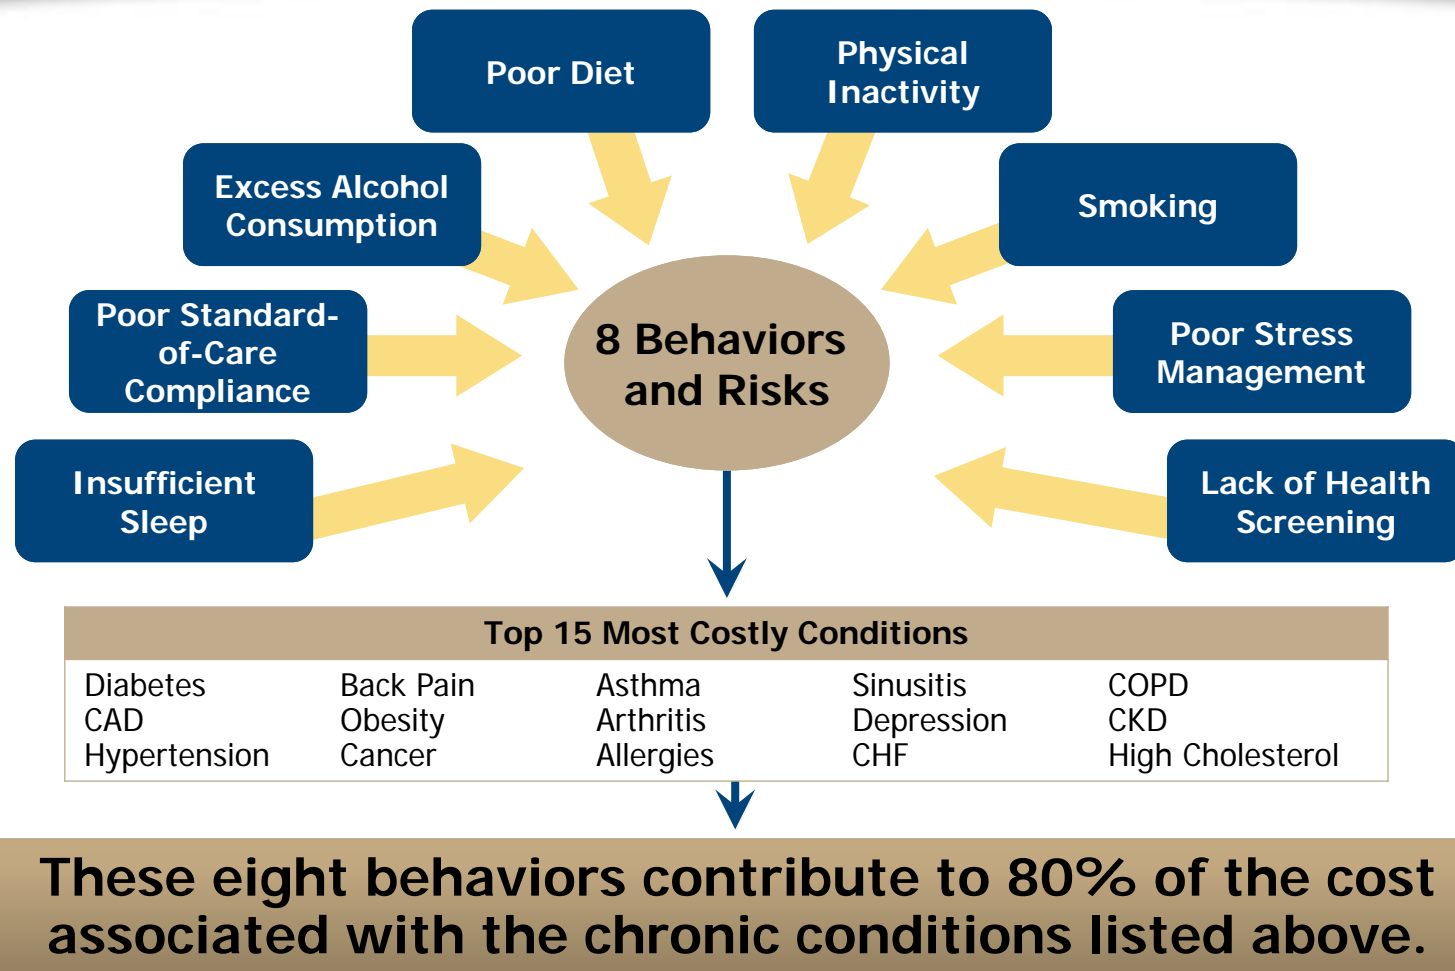 Poor Diet
Physical
Inactivity
Excess Alcohol
Consumption
Smoking
Poor Standard-
of-Care
Compliance
8 Behaviors
and Risks
Poor Stress
Management
Insufficient
Sleep
Lack of Health
Screening
Top 15 Most Costly Conditions
Diabetes Back Pain Asthma Sinusitis COPD
CAD Obesity Arthritis Depression CKD
Hypertension Cancer Allergies CHF High Cholesterol
These eight behaviors contribute to 80% of the cost
associated with the chronic conditions listed above.